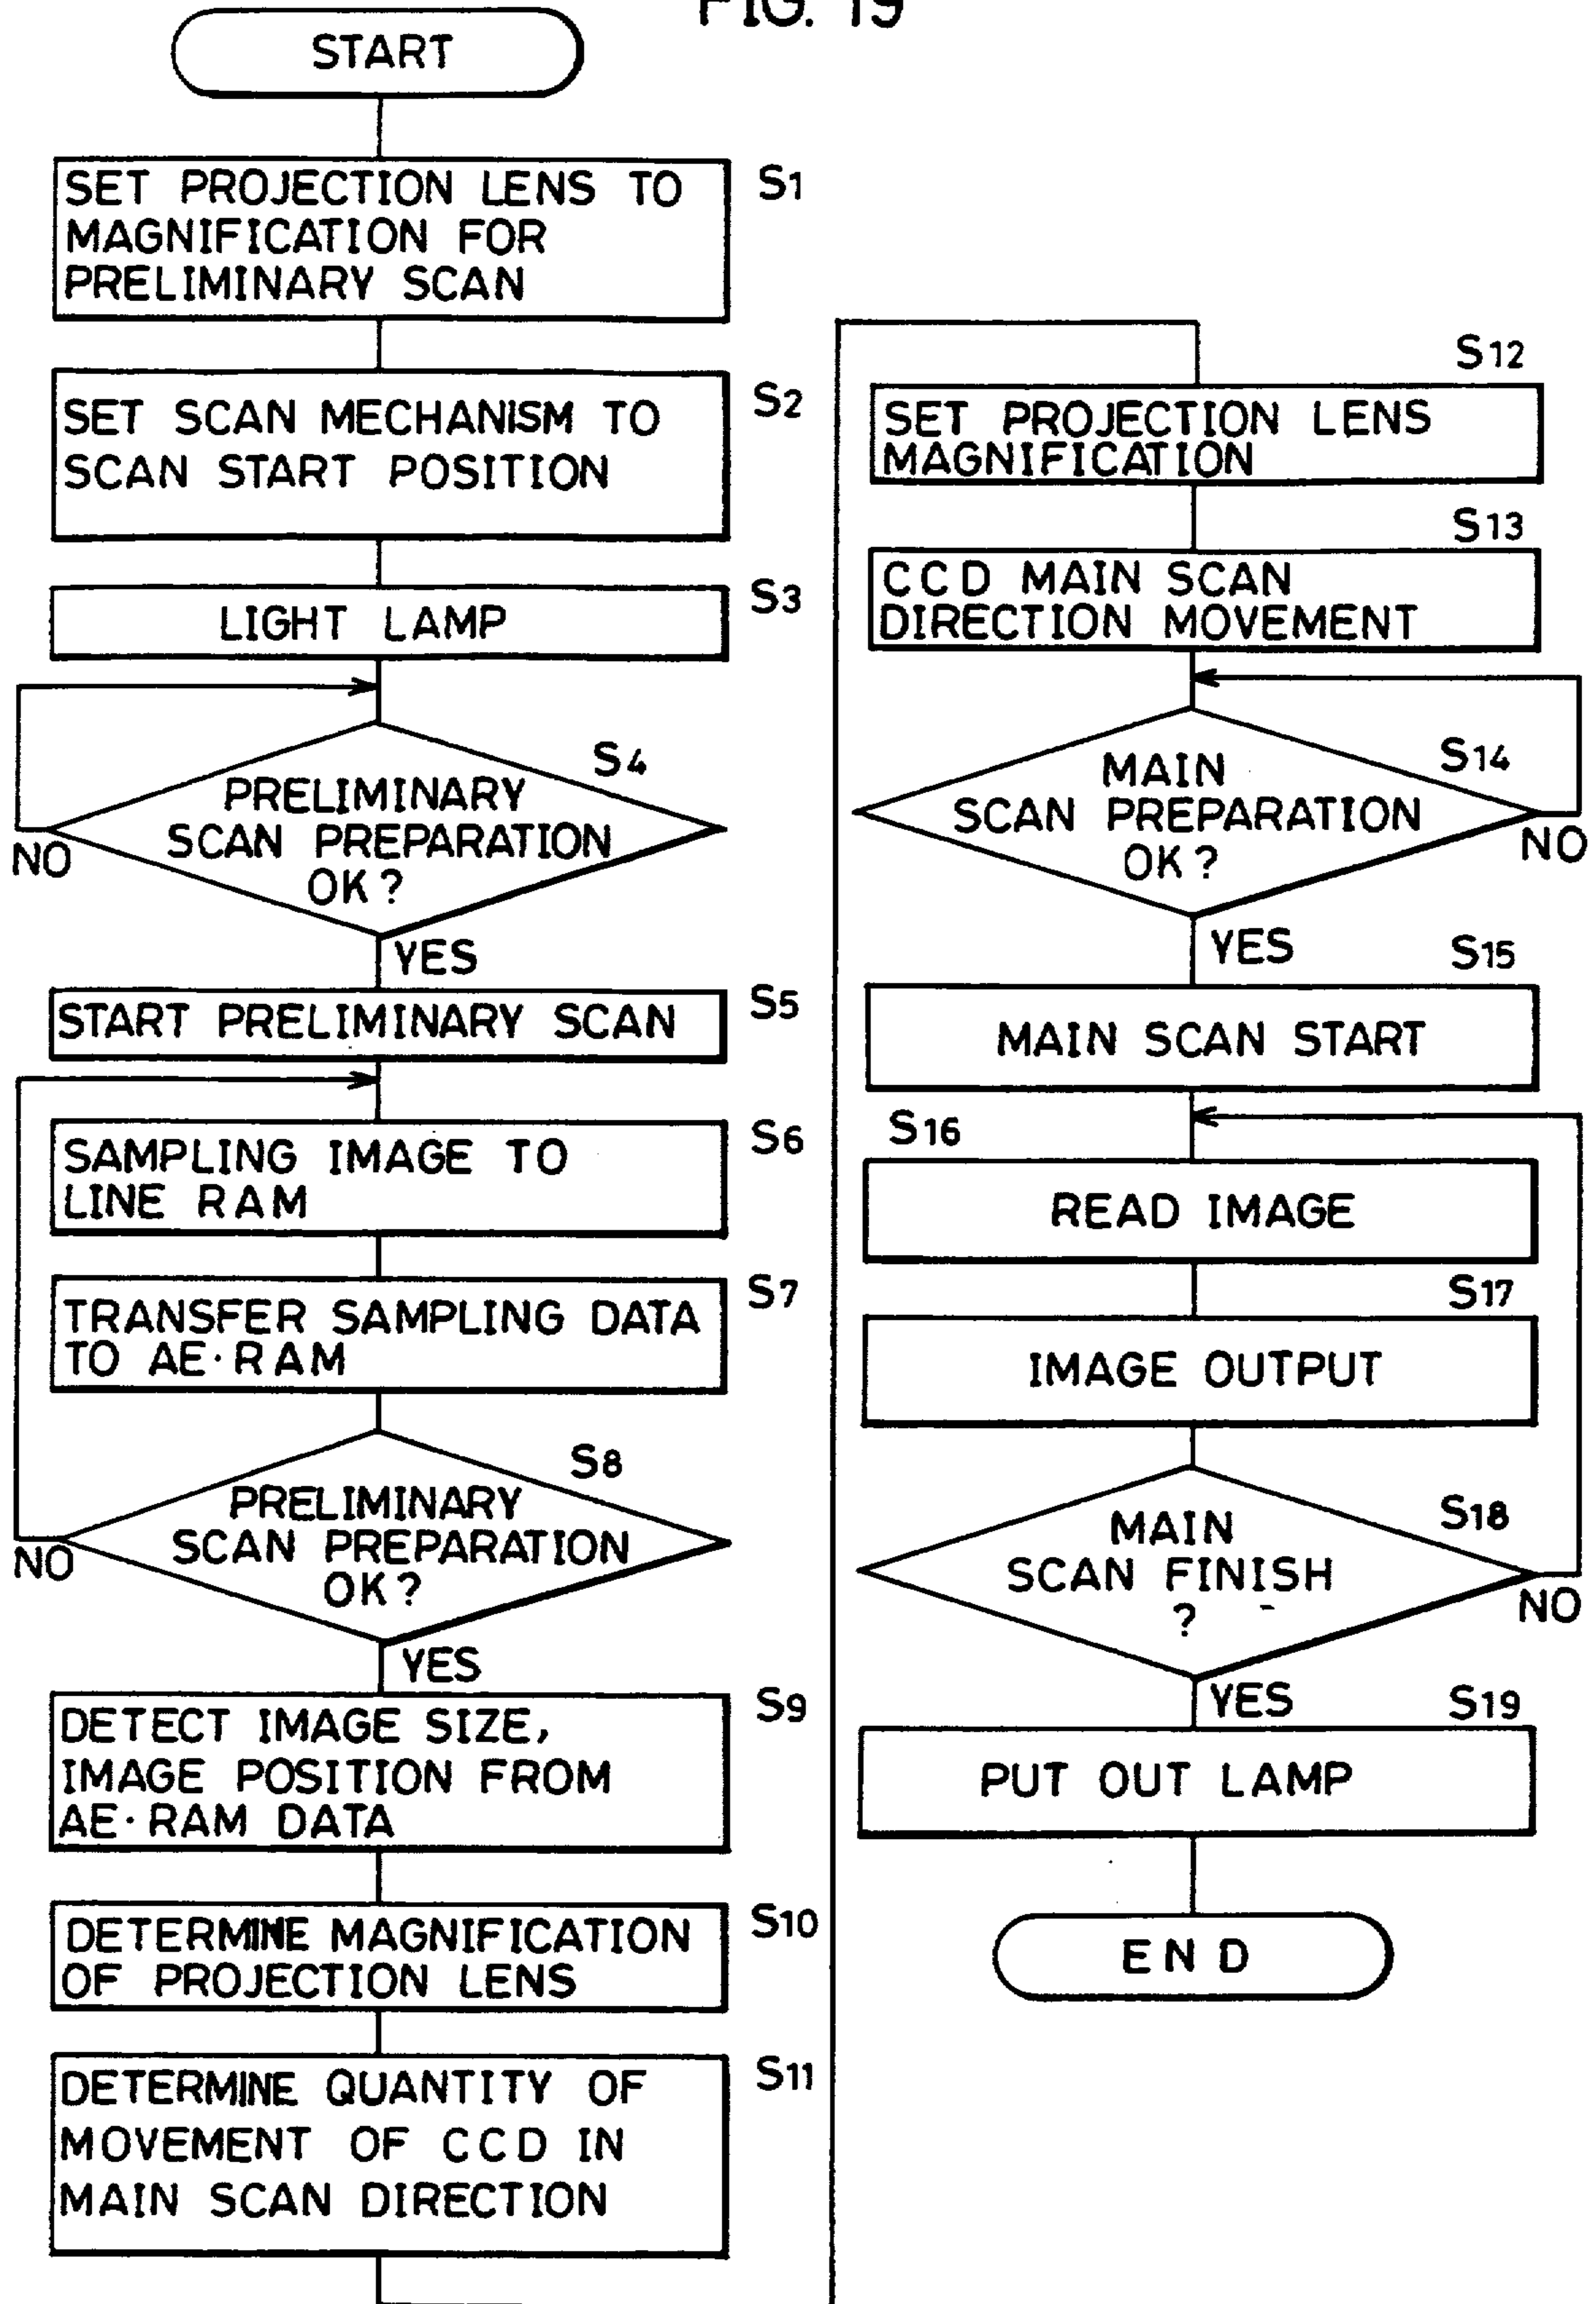 FIG. 19
START
S1
SET PROJECTION LENS TO
MAGNIFICATION FOR
PRELIMINARY SCAN
S2
SET SCAN MECHANISM TO
SCAN START POSITION
S3
LIGHT LAMP
S4
PRELIMINARY
SCAN PREPARATION
OK?
NO
YES
S5
START PRELIMINARY SCAN
S6
SAMPLING IMAGE TO
LINE RAM
S7
TRANSFER SAMPLING DATA
TO AE·RAM
S8
PRELIMINARY
SCAN PREPARATION
OK?
NO
YES
S9
DETECT IMAGE SIZE,
IMAGE POSITION FROM
AE·RAM DATA
S10
DETERMINE MAGNIFICATION
OF PROJECTION LENS
S11
DETERMINE QUANTITY OF
MOVEMENT OF CCD IN
MAIN SCAN DIRECTION
S12
SET PROJECTION LENS
MAGNIFICATION
S13
CCD MAIN SCAN
DIRECTION MOVEMENT
S14
MAIN
SCAN PREPARATION
OK?
NO
YES
S15
MAIN SCAN START
S16
READ IMAGE
S17
IMAGE OUTPUT
S18
MAIN
SCAN FINISH
?
NO
YES
S19
PUT OUT LAMP
END